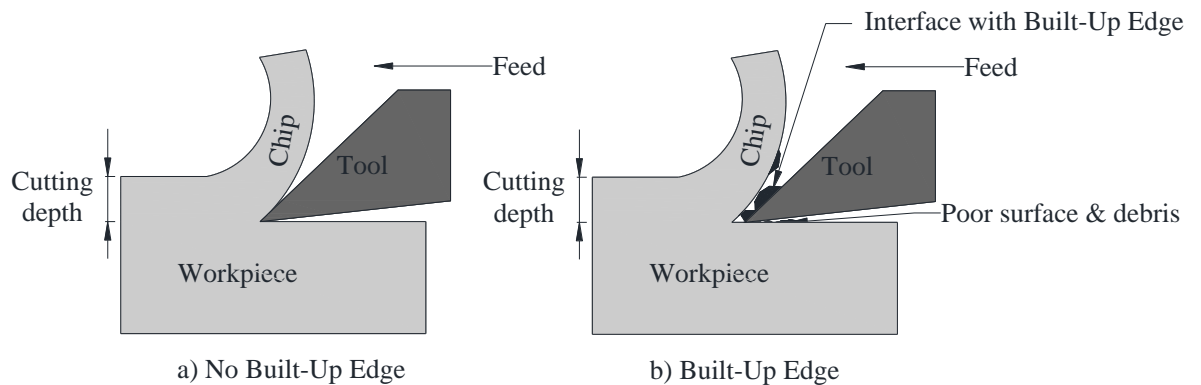 Interface with Built-Up Edge
Feed
Chip
Tool
Cutting
depth
Workpiece
a) No Built-Up Edge
Feed
Chip
Tool
Cutting
depth
Poor surface & debris
Workpiece
b) Built-Up Edge